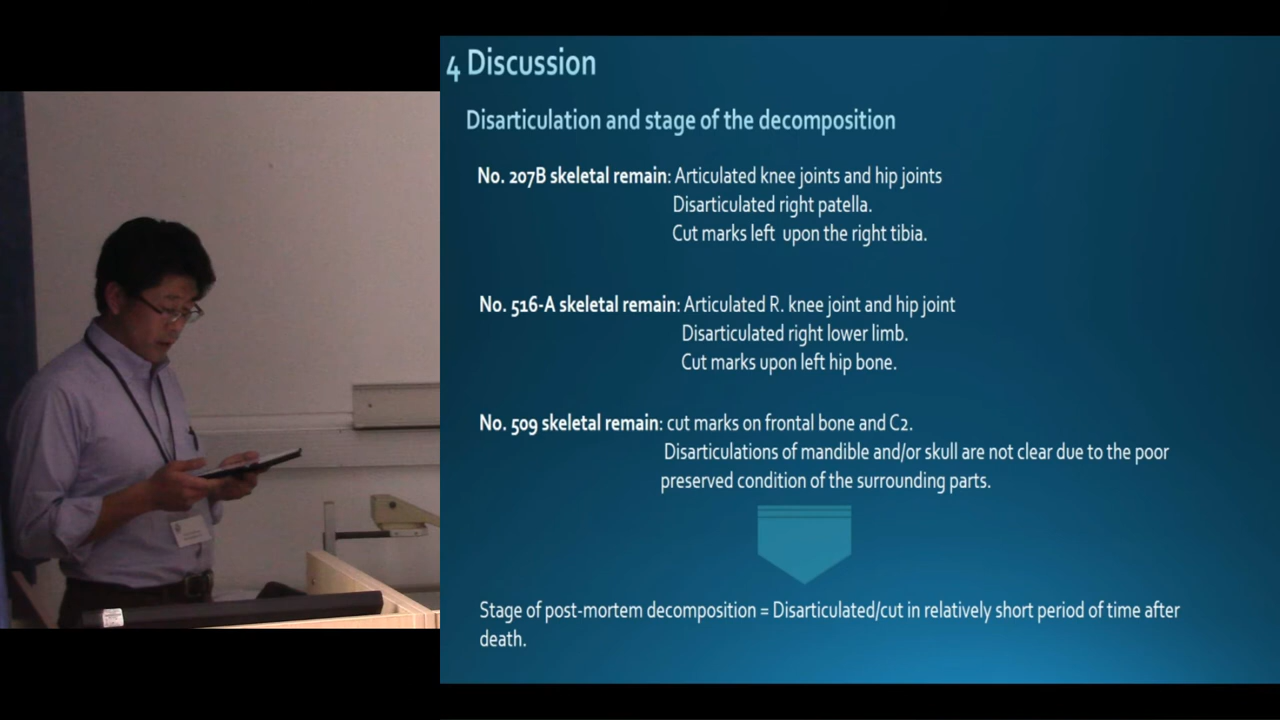 4 Discussion
Disarticulation and stage of the decomposition
No. 207B skeletal remain: Articulated knee joints and hip joints
Disarticulated right patella.
Cut marks left upon the right tibia.
No. 516-A skeletal remain: Articulated R. knee joint and hip joint
Disarticulated right lower limb.
Cut marks upon left hip bone.
No. 509 skeletal remain: cut marks on frontal bone and C2.
Disarticulations of mandible and/or skull are not clear due to the poor
preserved condition of the surrounding parts.
Stage of post-mortem decomposition = Disarticulated/cut in relatively short period of time after
death.